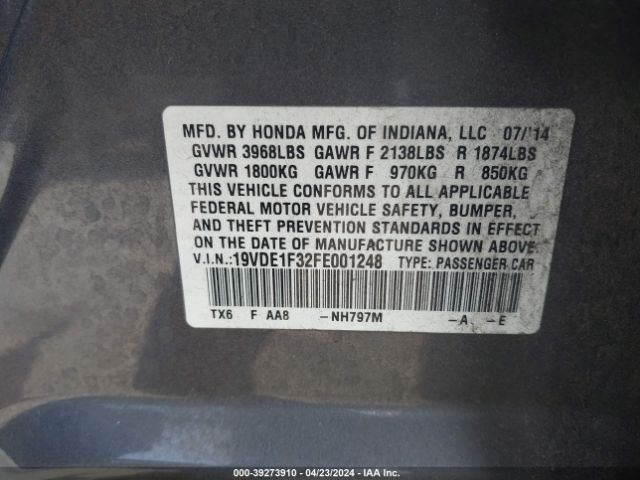 MFD. BY HONDA MFG. OF INDIANA, LLC 07/'14
GVWR 3968LBS GAWR F 2138LBS R 1874LBS
GVWR 1800KG GAWR F 970KG R 850KG
THIS VEHICLE CONFORMS TO ALL APPLICABLE
FEDERAL MOTOR VEHICLE SAFETY, BUMPER,
AND THEFT PREVENTION STANDARDS IN EFFECT
ON THE DATE OF MANUFACTURE SHOWN ABOVE.
V.I.N.:19VDE1F32FE001248 TYPE: PASSENGER CAR
TX6 F AA8 -NH797M -A -E
000-39273910 - 04/23/2024 - IAA Inc.